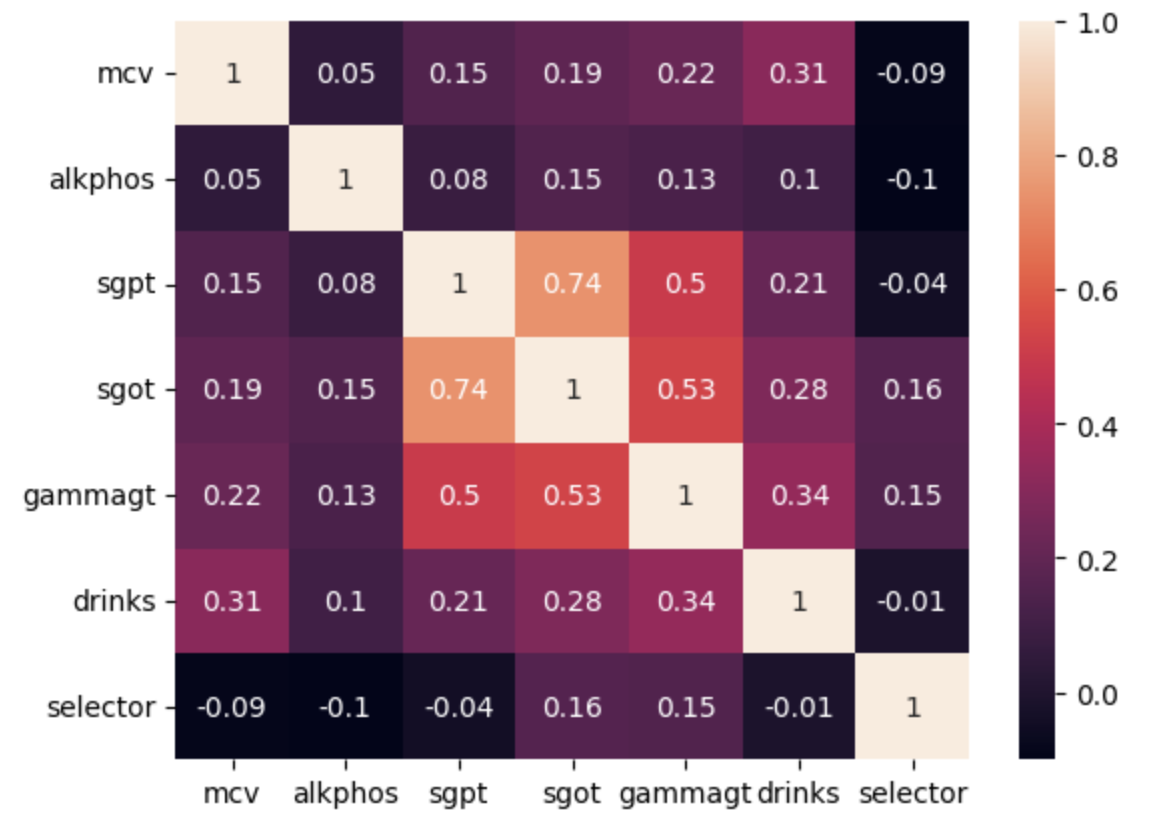 mcv 1 0.05 0.15 0.19 0.22 0.31 -0.09
alkphos 0.05 1 0.08 0.15 0.13 0.1 -0.1
sgpt 0.15 0.08 1 0.74 0.5 0.21 -0.04
sgot 0.19 0.15 0.74 1 0.53 0.28 0.16
gammagt 0.22 0.13 0.5 0.53 1 0.34 0.15
drinks 0.31 0.1 0.21 0.28 0.34 1 -0.01
selector -0.09 -0.1 -0.04 0.16 0.15 -0.01 1
mcv alkphos sgpt sgot gammagt drinks selector
1.0
0.8
0.6
0.4
0.2
0.0